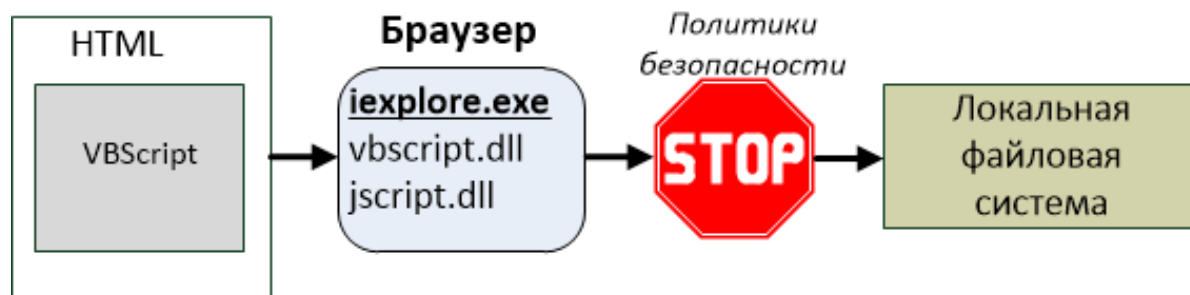 HTML
VBScript
Браузер
iexplore.exe
vbscript.dll
jscript.dll
Политики
безопасности
STOP
Локальная
файловая
система